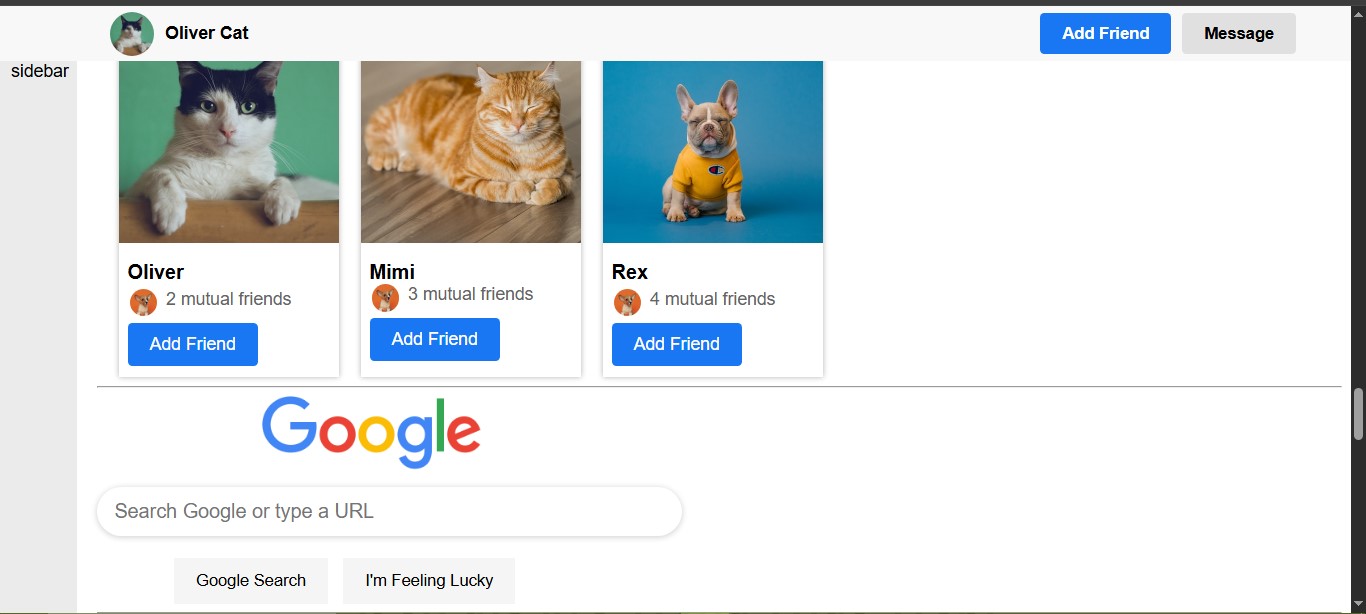 Oliver Cat
Add Friend
Message
sidebar
Oliver
2 mutual friends
Add Friend
Mimi
3 mutual friends
Add Friend
Rex
4 mutual friends
Add Friend
Google
Search Google or type a URL
Google Search
I'm Feeling Lucky